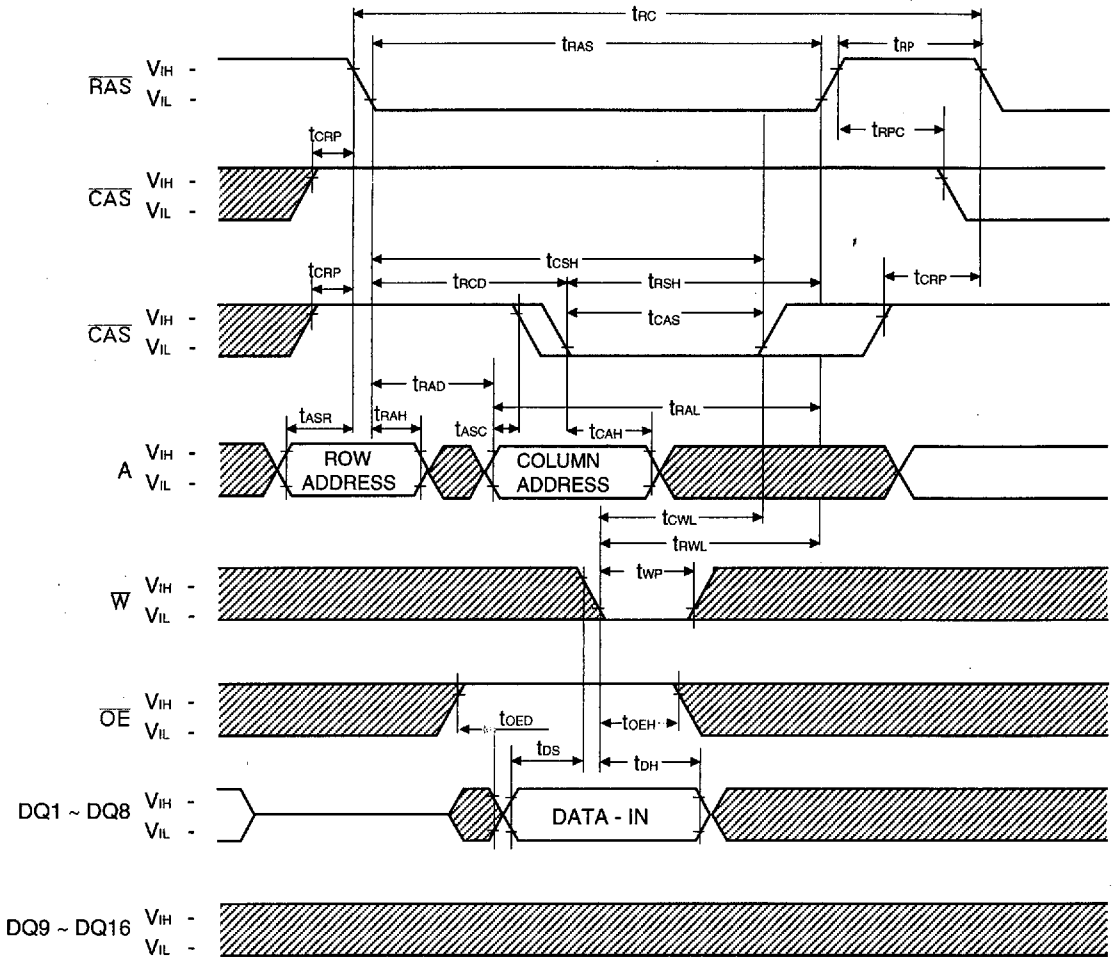 tRC
tRAS
tRP
RAS
VIH -
VIL -
tRPC
tCRP
CAS
VIH -
VIL -
tCSH
tCRP
tRCD
tRSH
tCRP
CAS
VIH -
VIL -
tCAS
tRAD
tRAL
tASR
tRAH
tASC
tCAH
A
VIH -
VIL -
ROW
ADDRESS
COLUMN
ADDRESS
tCWL
tRWL
tWP
W
VIH -
VIL -
OE
VIH -
VIL -
tOED
tOEH
tDS
tDH
DQ1 ~ DQ8
VIH -
VIL -
DATA - IN
DQ9 ~ DQ16
VIH -
VIL -